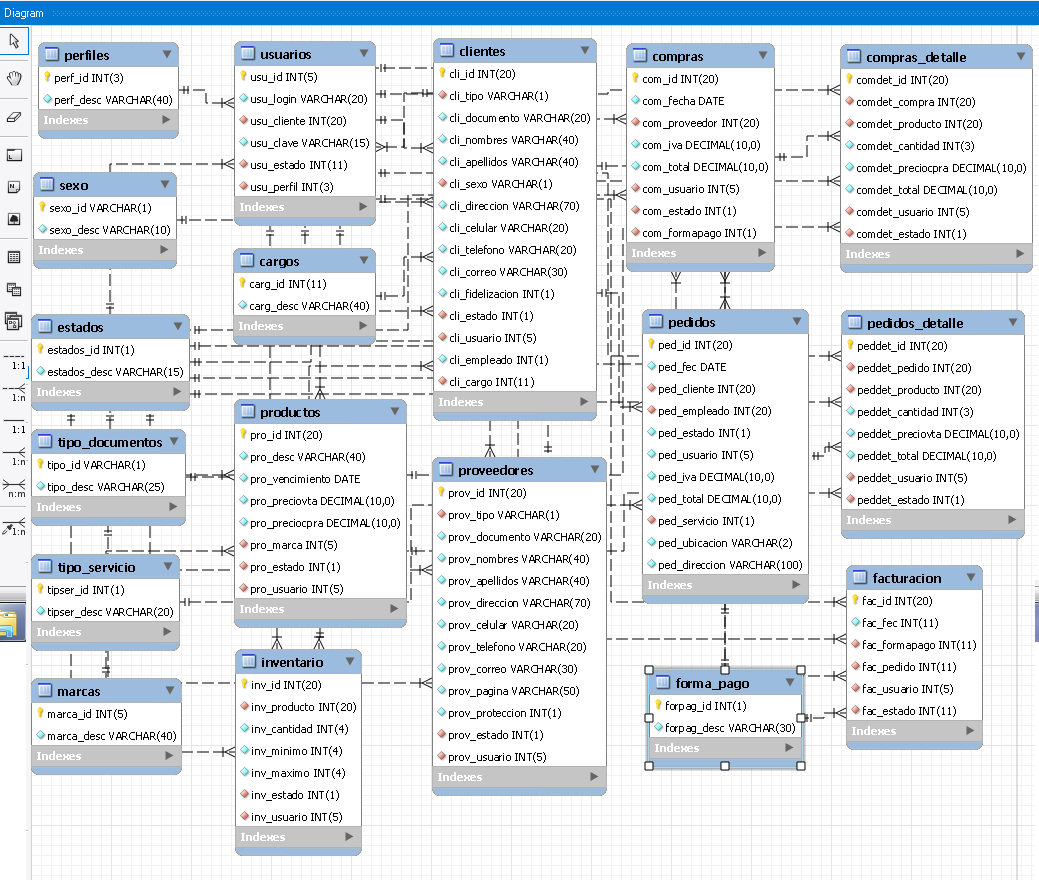 Diagram
perfiles
perf_id INT(3)
perf_desc VARCHAR(40)
Indexes
usuarios
usu_id INT(5)
usu_login VARCHAR(20)
usu_cliente INT(20)
usu_clave VARCHAR(15)
usu_estado INT(11)
usu_perfil INT(3)
Indexes
clientes
cli_id INT(20)
cli_tipo VARCHAR(1)
cli_documento VARCHAR(20)
cli_nombres VARCHAR(40)
cli_apellidos VARCHAR(40)
cli_sexo VARCHAR(1)
cli_direccion VARCHAR(70)
cli_celular VARCHAR(20)
cli_telefono VARCHAR(20)
cli_correo VARCHAR(30)
cli_fidelizacion INT(1)
cli_estado INT(1)
cli_usuario INT(5)
cli_empleado INT(1)
cli_cargo INT(11)
Indexes
compras
com_id INT(20)
com_fecha DATE
com_proveedor INT(20)
com_iva DECIMAL(10,0)
com_total DECIMAL(10,0)
com_usuario INT(5)
com_estado INT(1)
com_formapago INT(1)
Indexes
compras_detalle
comdet_id INT(20)
comdet_compra INT(20)
comdet_producto INT(20)
comdet_cantidad INT(3)
comdet_preciocpra DECIMAL(10,0)
comdet_total DECIMAL(10,0)
comdet_usuario INT(5)
comdet_estado INT(1)
Indexes
sexo
sexo_id VARCHAR(1)
sexo_desc VARCHAR(10)
Indexes
cargos
carg_id INT(11)
carg_desc VARCHAR(40)
Indexes
estados
estados_id INT(1)
estados_desc VARCHAR(15)
Indexes
pedidos
ped_id INT(20)
ped_fec DATE
ped_cliente INT(20)
ped_empleado INT(20)
ped_estado INT(1)
ped_usuario INT(5)
ped_iva DECIMAL(10,0)
ped_total DECIMAL(10,0)
ped_servicio INT(1)
ped_ubicacion VARCHAR(2)
ped_direccion VARCHAR(100)
Indexes
pedidos_detalle
peddet_id INT(20)
peddet_pedido INT(20)
peddet_producto INT(20)
peddet_cantidad INT(3)
peddet_preciovta DECIMAL(10,0)
peddet_total DECIMAL(10,0)
peddet_usuario INT(5)
peddet_estado INT(1)
Indexes
1:1
1:n
1:1
1:n
n:m
1:n
tipo_documentos
tipo_id VARCHAR(1)
tipo_desc VARCHAR(25)
Indexes
productos
pro_id INT(20)
pro_desc VARCHAR(40)
pro_vencimiento DATE
pro_preciovta DECIMAL(10,0)
pro_preciocpra DECIMAL(10,0)
pro_marca INT(5)
pro_estado INT(1)
pro_usuario INT(5)
Indexes
proveedores
prov_id INT(20)
prov_tipo VARCHAR(1)
prov_documento VARCHAR(20)
prov_nombres VARCHAR(40)
prov_apellidos VARCHAR(40)
prov_direccion VARCHAR(70)
prov_celular VARCHAR(20)
prov_telefono VARCHAR(20)
prov_correo VARCHAR(30)
prov_pagina VARCHAR(50)
prov_proteccion INT(1)
prov_estado INT(1)
prov_usuario INT(5)
Indexes
tipo_servicio
tipser_id INT(1)
tipser_desc VARCHAR(20)
Indexes
facturacion
fac_id INT(20)
fac_fec INT(11)
fac_formapago INT(11)
fac_pedido INT(11)
fac_usuario INT(5)
fac_estado INT(11)
Indexes
marcas
marca_id INT(5)
marca_desc VARCHAR(40)
Indexes
inventario
inv_id INT(20)
inv_producto INT(20)
inv_cantidad INT(4)
inv_minimo INT(4)
inv_maximo INT(4)
inv_estado INT(1)
inv_usuario INT(5)
Indexes
forma_pago
forpag_id INT(1)
forpag_desc VARCHAR(30)
Indexes